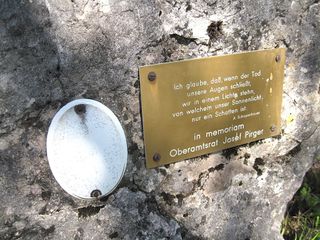 Ich glaube, daß, wenn der Tod
unsere Augen schließt,
wir in einem Lichte stehn,
von welchem unser Sonnenlicht
nur ein Schatten ist.
A. Schopenhauer
in memoriam
Oberamtsrat Josef Pirger